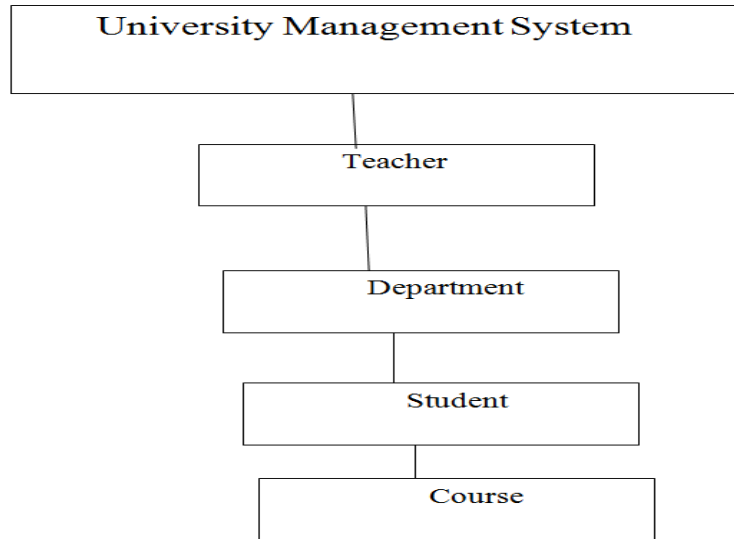 University Management System
Teacher
Department
Student
Course